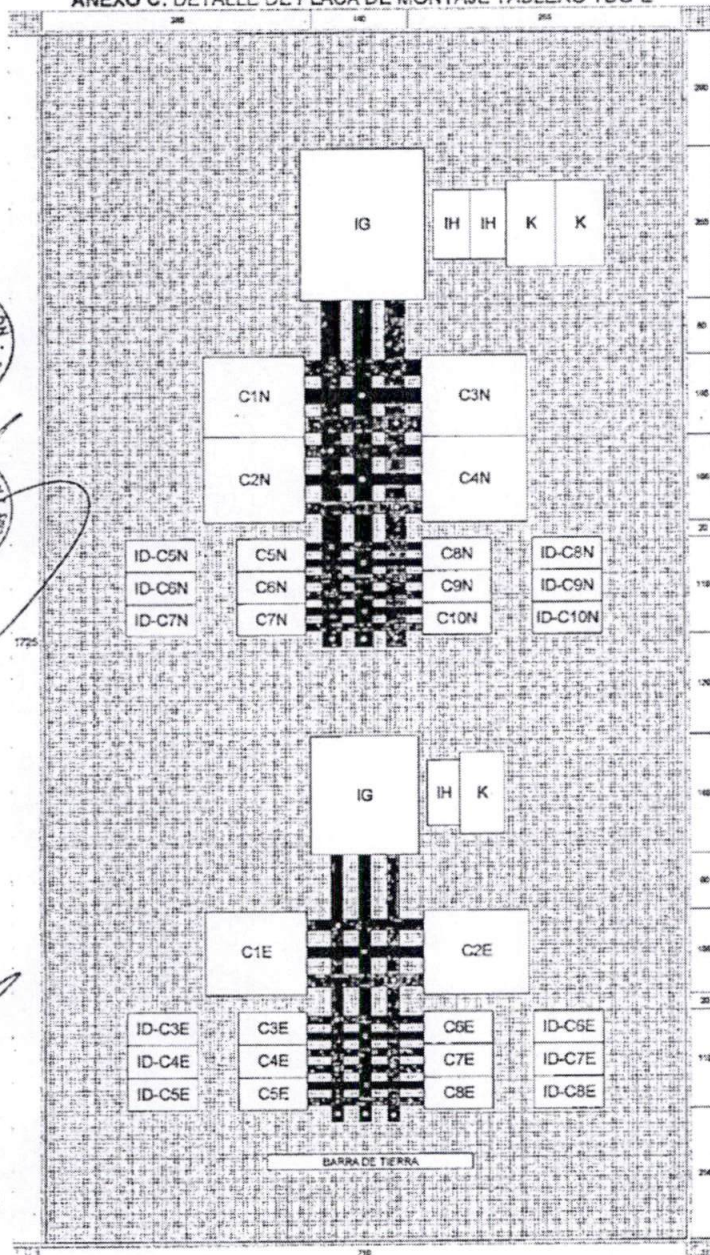 ANEXO C: DETALLE DE PLACA DE MONTAJE TABLERO TDG-2
255
IG
IH IH K K
C1N C3N
C2N C4N
ID-C5N C5N C8N ID-C8N
ID-C6N C6N C9N ID-C9N
ID-C7N C7N C10N ID-C10N
1725
IG
IH K
C1E C2E
ID-C3E C3E C6E ID-C6E
ID-C4E C4E C7E ID-C7E
ID-C5E C5E C8E ID-C8E
BARRA DE TIERRA
750